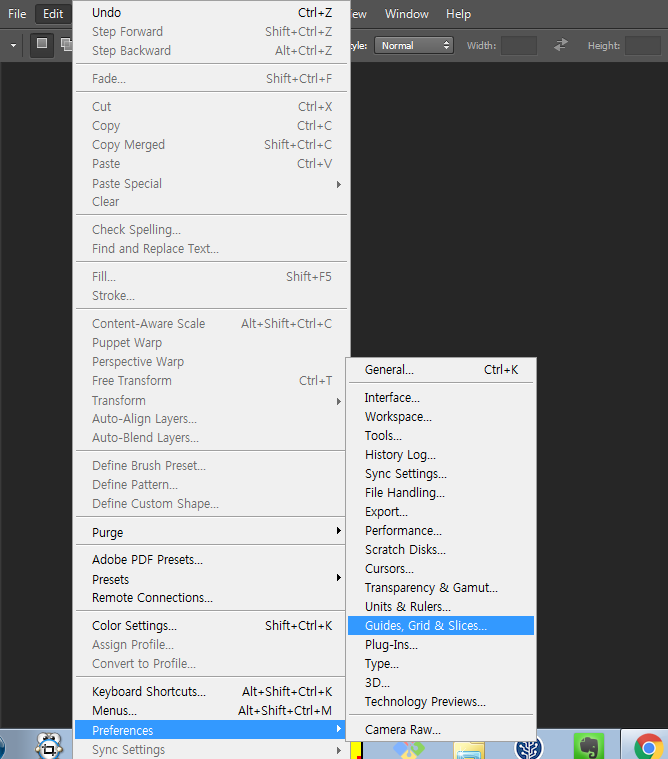 File Edit ew Window Help
tyle: Normal Width: Height:
Undo Ctrl+Z
Step Forward Shift+Ctrl+Z
Step Backward Alt+Ctrl+Z
Fade... Shift+Ctrl+F
Cut Ctrl+X
Copy Ctrl+C
Copy Merged Shift+Ctrl+C
Paste Ctrl+V
Paste Special
Clear
Check Spelling...
Find and Replace Text...
Fill... Shift+F5
Stroke...
Content-Aware Scale Alt+Shift+Ctrl+C
Puppet Warp
Perspective Warp
Free Transform Ctrl+T
Transform
Auto-Align Layers...
Auto-Blend Layers...
Define Brush Preset...
Define Pattern...
Define Custom Shape...
Purge
Adobe PDF Presets...
Presets
Remote Connections...
Color Settings... Shift+Ctrl+K
Assign Profile...
Convert to Profile...
Keyboard Shortcuts... Alt+Shift+Ctrl+K
Menus... Alt+Shift+Ctrl+M
Preferences
Sync Settings
General... Ctrl+K
Interface...
Workspace...
Tools...
History Log...
Sync Settings...
File Handling...
Export...
Performance...
Scratch Disks...
Cursors...
Transparency & Gamut...
Units & Rulers...
Guides, Grid & Slices...
Plug-Ins...
Type...
3D...
Technology Previews...
Camera Raw...